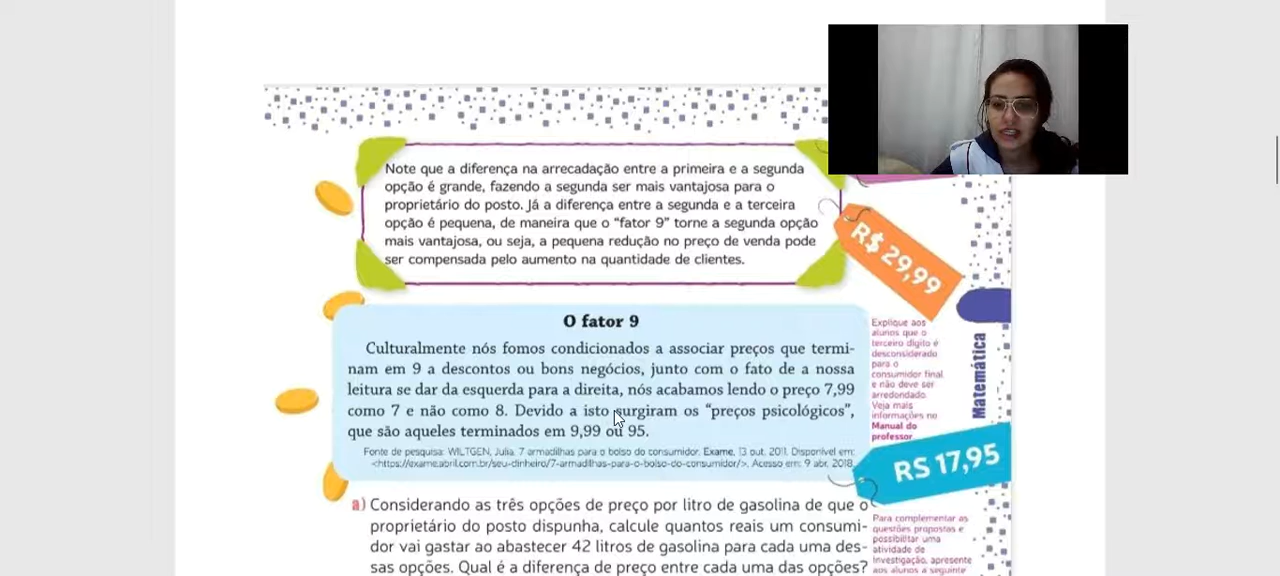 Note que a diferença na arrecadação entre a primeira e a segunda
opção é grande, fazendo a segunda ser mais vantajosa para o
proprietário do posto. Já a diferença entre a segunda e a terceira
opção é pequena, de maneira que o “fator 9” torne a segunda opção
mais vantajosa, ou seja, a pequena redução no preço de venda pode
ser compensada pelo aumento na quantidade de clientes.
R$ 29,99
O fator 9
Culturalmente nós fomos condicionados a associar preços que termi-
nam em 9 a descontos ou bons negócios, junto com o fato de a nossa
leitura se dar da esquerda para a direita, nós acabamos lendo o preço 7,99
como 7 e não como 8. Devido a isto surgiram os “preços psicológicos”,
que são aqueles terminados em 9,99 ou 95.
Fonte de pesquisa: WILTGEN, Julia. 7 armadilhas para o bolso do consumidor. Exame, 13 out. 2011. Disponível em:
<https://exame.abril.com.br/seu-dinheiro/7-armadilhas-para-o-bolso-do-consumidor/>. Acesso em: 9 abr. 2018.
Explique aos
alunos que o
terceiro dígito é
desconsiderado
para o
consumidor final
e não deve ser
arredondado.
Veja mais
informações no
Manual do
professor.
Matemática
RS 17,95
a) Considerando as três opções de preço por litro de gasolina de que o
proprietário do posto dispunha, calcule quantos reais um consumi-
dor vai gastar ao abastecer 42 litros de gasolina para cada uma des-
sas opções. Qual é a diferença de preço entre cada uma das opções?
Para complementar as
questões propostas e
possibilitar uma
atividade de
investigação, apresente
aos alunos a seguinte